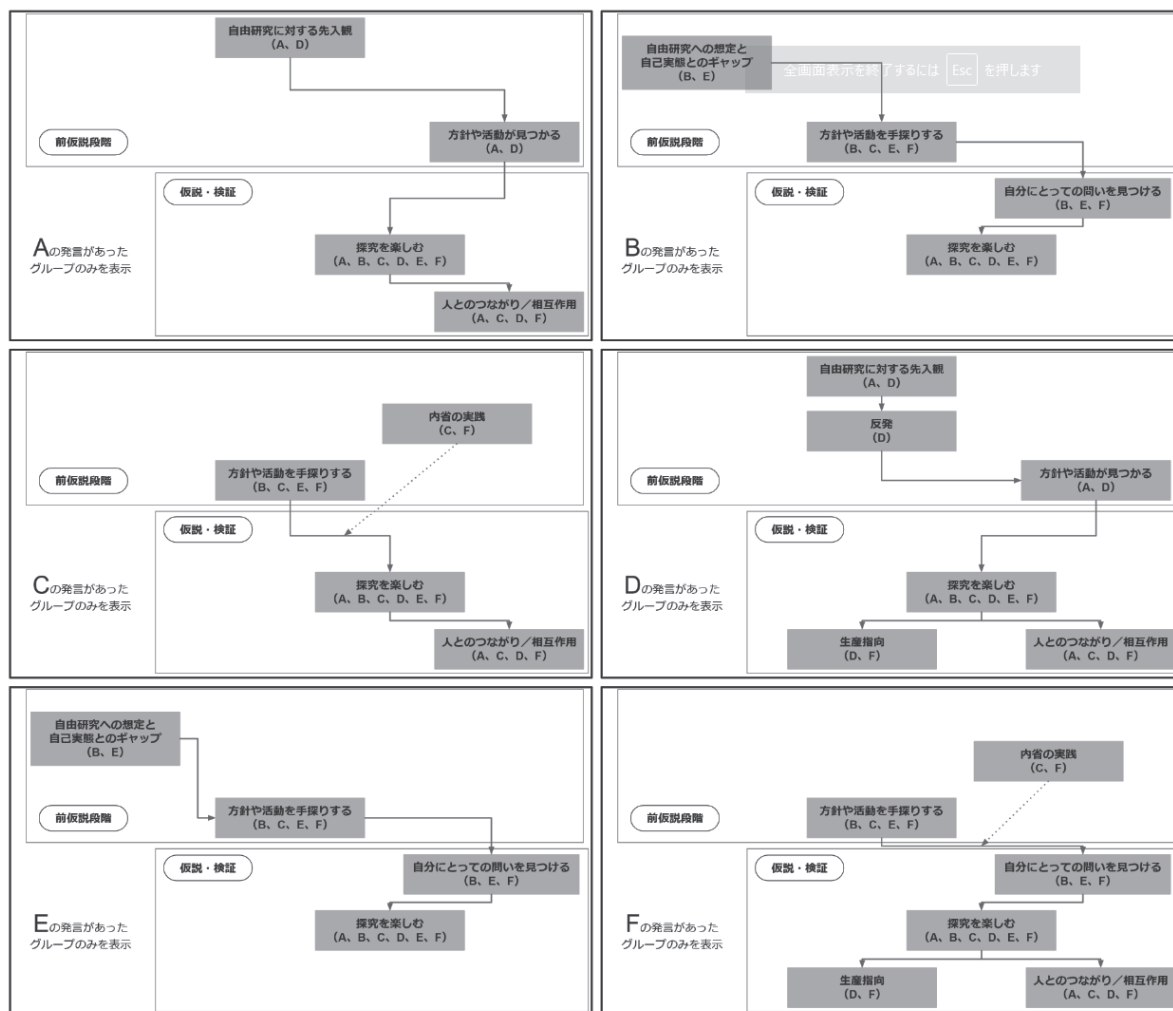 自由研究に対する先入観
（A、D）
方針や活動が見つかる
（A、D）
前仮説段階
仮説・検証
Aの発言があった
グループのみを表示
探究を楽しむ
（A、B、C、D、E、F）
人とのつながり／相互作用
（A、C、D、F）
自由研究への想定と
自己実態とのギャップ
（B、E）
全画面表示を終了するには Esc を押します
方針や活動を手探りする
（B、C、E、F）
前仮説段階
仮説・検証
自分にとっての問いを見つける
（B、E、F）
Bの発言があった
グループのみを表示
探究を楽しむ
（A、B、C、D、E、F）
内省の実践
（C、F）
方針や活動を手探りする
（B、C、E、F）
前仮説段階
仮説・検証
Cの発言があった
グループのみを表示
探究を楽しむ
（A、B、C、D、E、F）
人とのつながり／相互作用
（A、C、D、F）
自由研究に対する先入観
（A、D）
反発
（D）
前仮説段階
方針や活動が見つかる
（A、D）
仮説・検証
Dの発言があった
グループのみを表示
探究を楽しむ
（A、B、C、D、E、F）
生産指向
（D、F）
人とのつながり／相互作用
（A、C、D、F）
自由研究への想定と
自己実態とのギャップ
（B、E）
前仮説段階
方針や活動を手探りする
（B、C、E、F）
仮説・検証
自分にとっての問いを見つける
（B、E、F）
Eの発言があった
グループのみを表示
探究を楽しむ
（A、B、C、D、E、F）
内省の実践
（C、F）
前仮説段階
方針や活動を手探りする
（B、C、E、F）
仮説・検証
自分にとっての問いを見つける
（B、E、F）
Fの発言があった
グループのみを表示
探究を楽しむ
（A、B、C、D、E、F）
生産指向
（D、F）
人とのつながり／相互作用
（A、C、D、F）